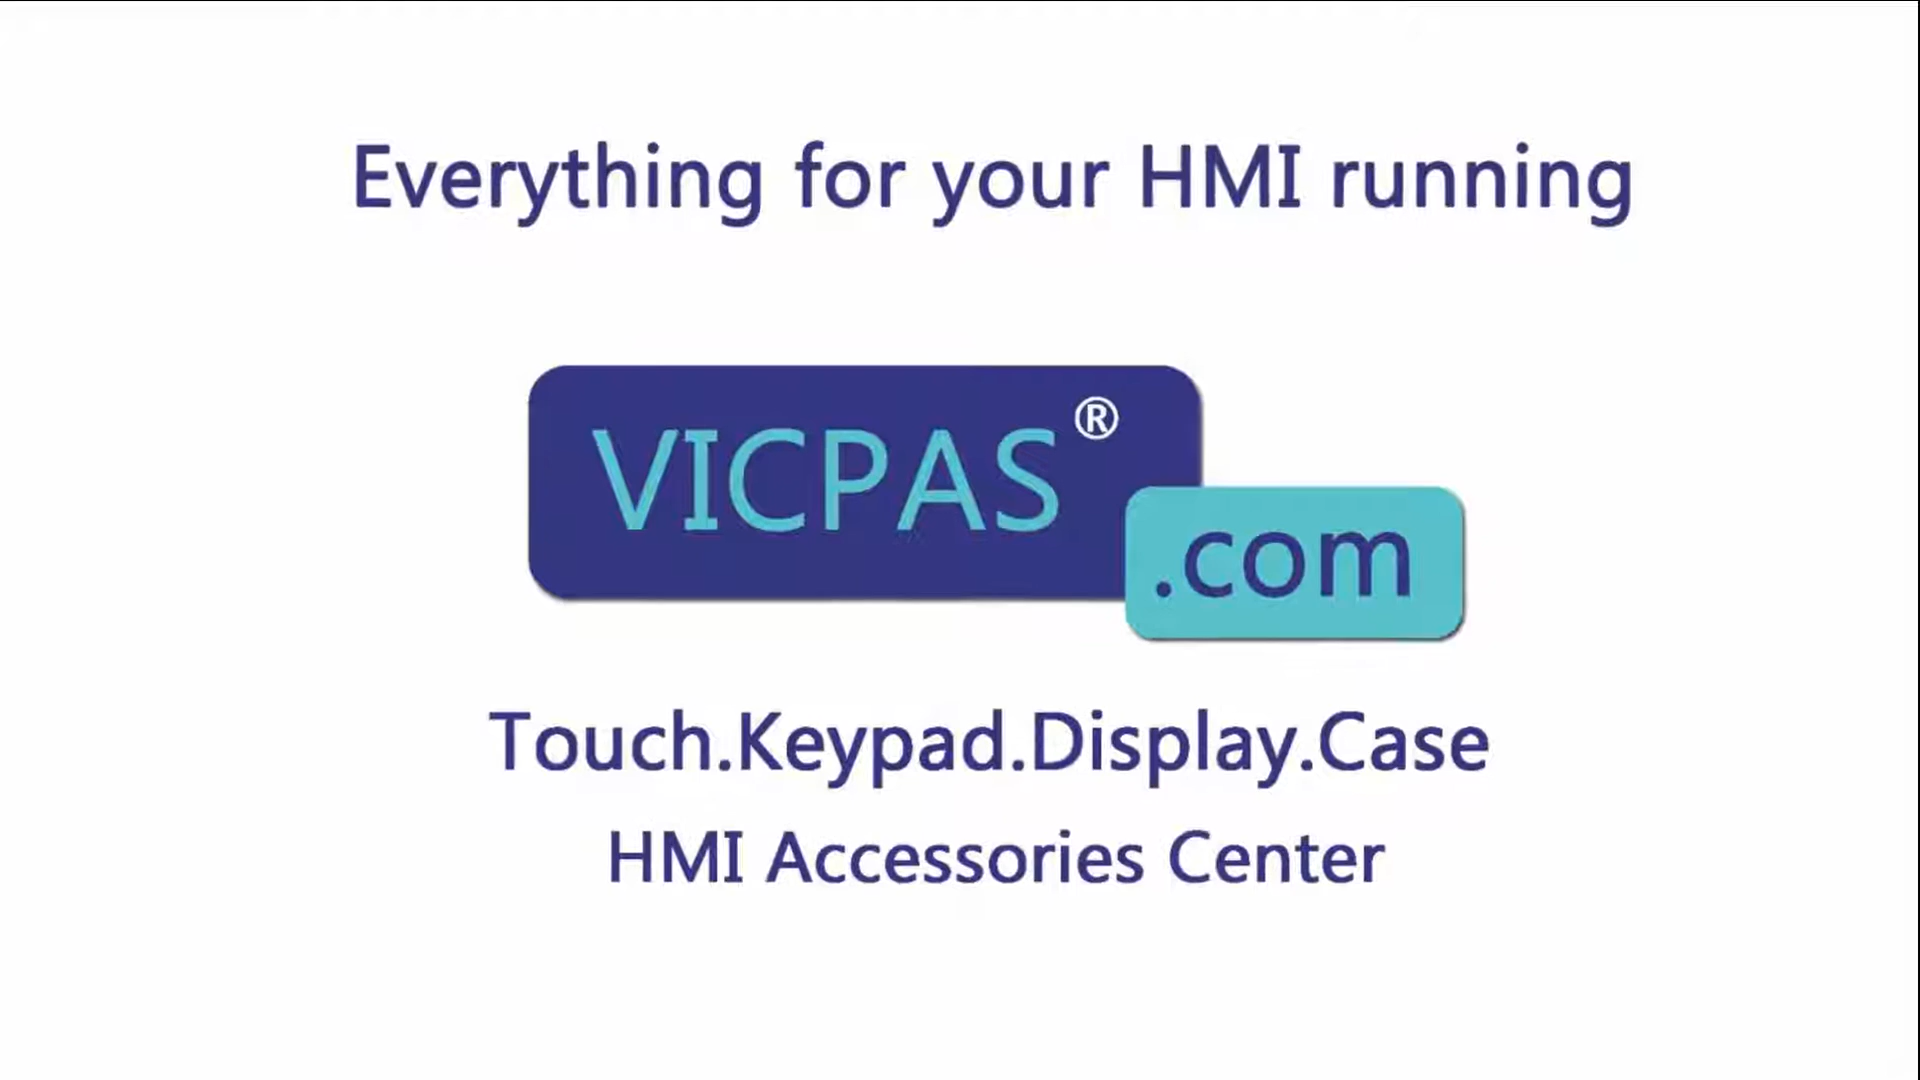 Everything for your HMI running
VICPAS®
.com
Touch.Keypad.Display.Case
HMI Accessories Center